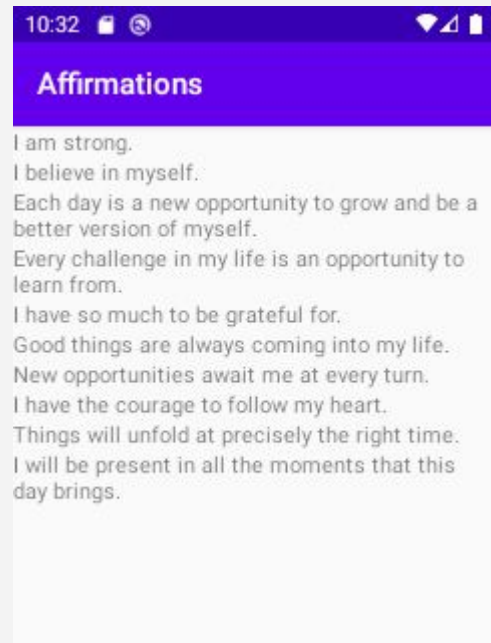 10:32
Affirmations
I am strong.
I believe in myself.
Each day is a new opportunity to grow and be a
better version of myself.
Every challenge in my life is an opportunity to
learn from.
I have so much to be grateful for.
Good things are always coming into my life.
New opportunities await me at every turn.
I have the courage to follow my heart.
Things will unfold at precisely the right time.
I will be present in all the moments that this
day brings.